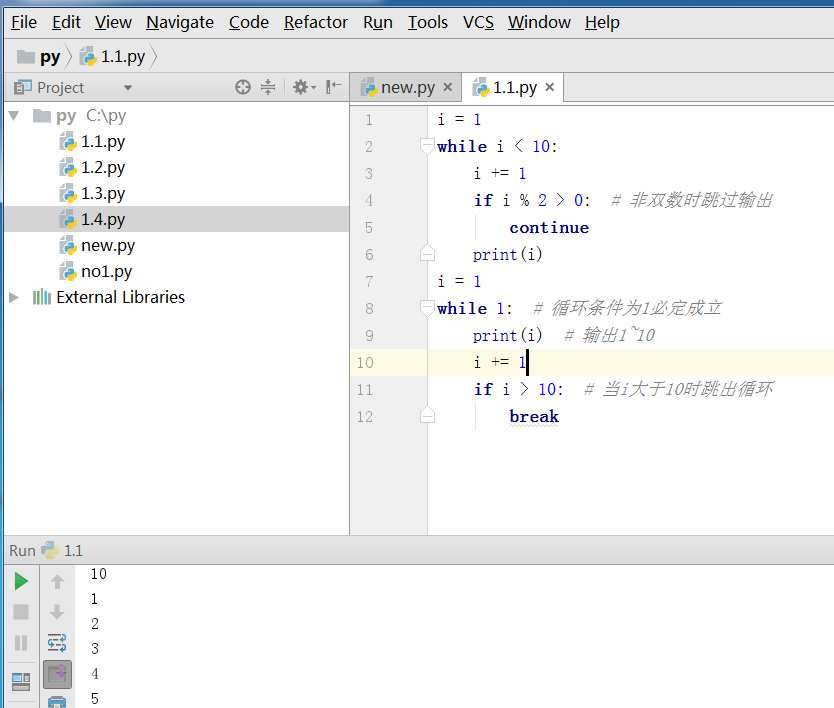 File Edit View Navigate Code Refactor Run Tools VCS Window Help
py 1.1.py
Project
new.py 1.1.py
py C:\py
1.1.py
1.2.py
1.3.py
1.4.py
new.py
no1.py
External Libraries
1 i = 1
2 while i < 10:
3 i += 1
4 if i % 2 > 0: # 非双数时跳过输出
5 continue
6 print(i)
7 i = 1
8 while 1: # 循环条件为1必定成立
9 print(i) # 输出1~10
10 i += 1
11 if i > 10: # 当i大于10时跳出循环
12 break
Run 1.1
10
1
2
3
4
5